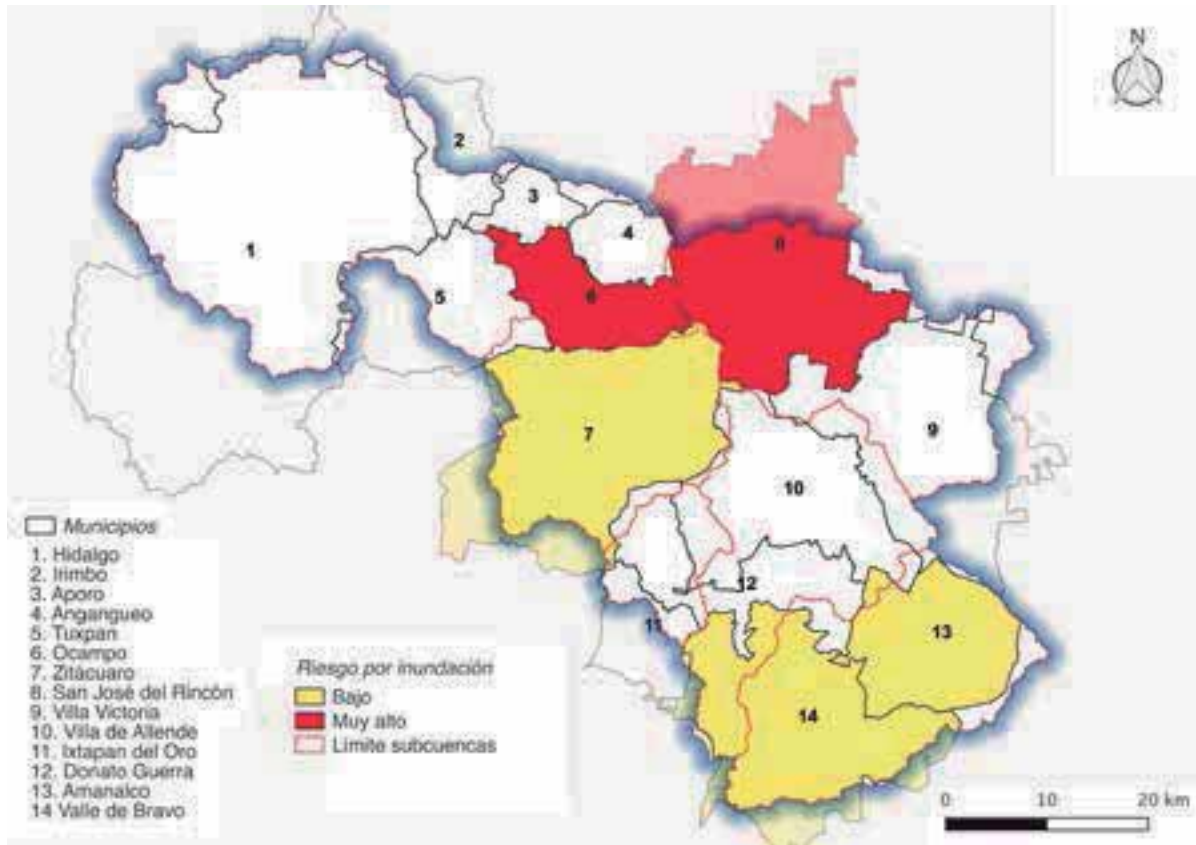 N
2
3
4
8
1
5
6
7
9
10
12
11
13
14
Municipios
1. Hidalgo
2. Irimbo
3. Aporo
4. Angangueo
5. Tuxpan
6. Ocampo
7. Zitácuaro
8. San José del Rincón
9. Villa Victoria
10. Villa de Allende
11. Ixtapan del Oro
12. Donato Guerra
13. Amanalco
14 Valle de Bravo
Riesgo por inundación
Bajo
Muy alto
Límite subcuencas
0 10 20 km